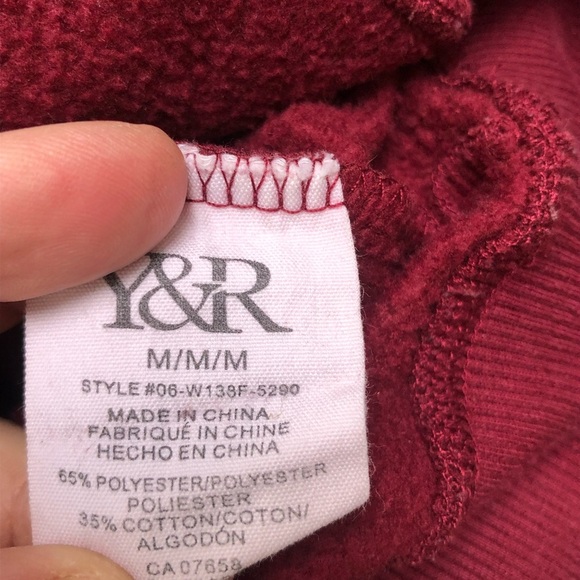 Y&R
M/M/M
STYLE #06-W138F-5290
MADE IN CHINA
FABRIQUÉ IN CHINE
HECHO EN CHINA
65% POLYESTER/POLYESTER
POLIESTER
35% COTTON/COTON/
ALGODÓN
CA 07658